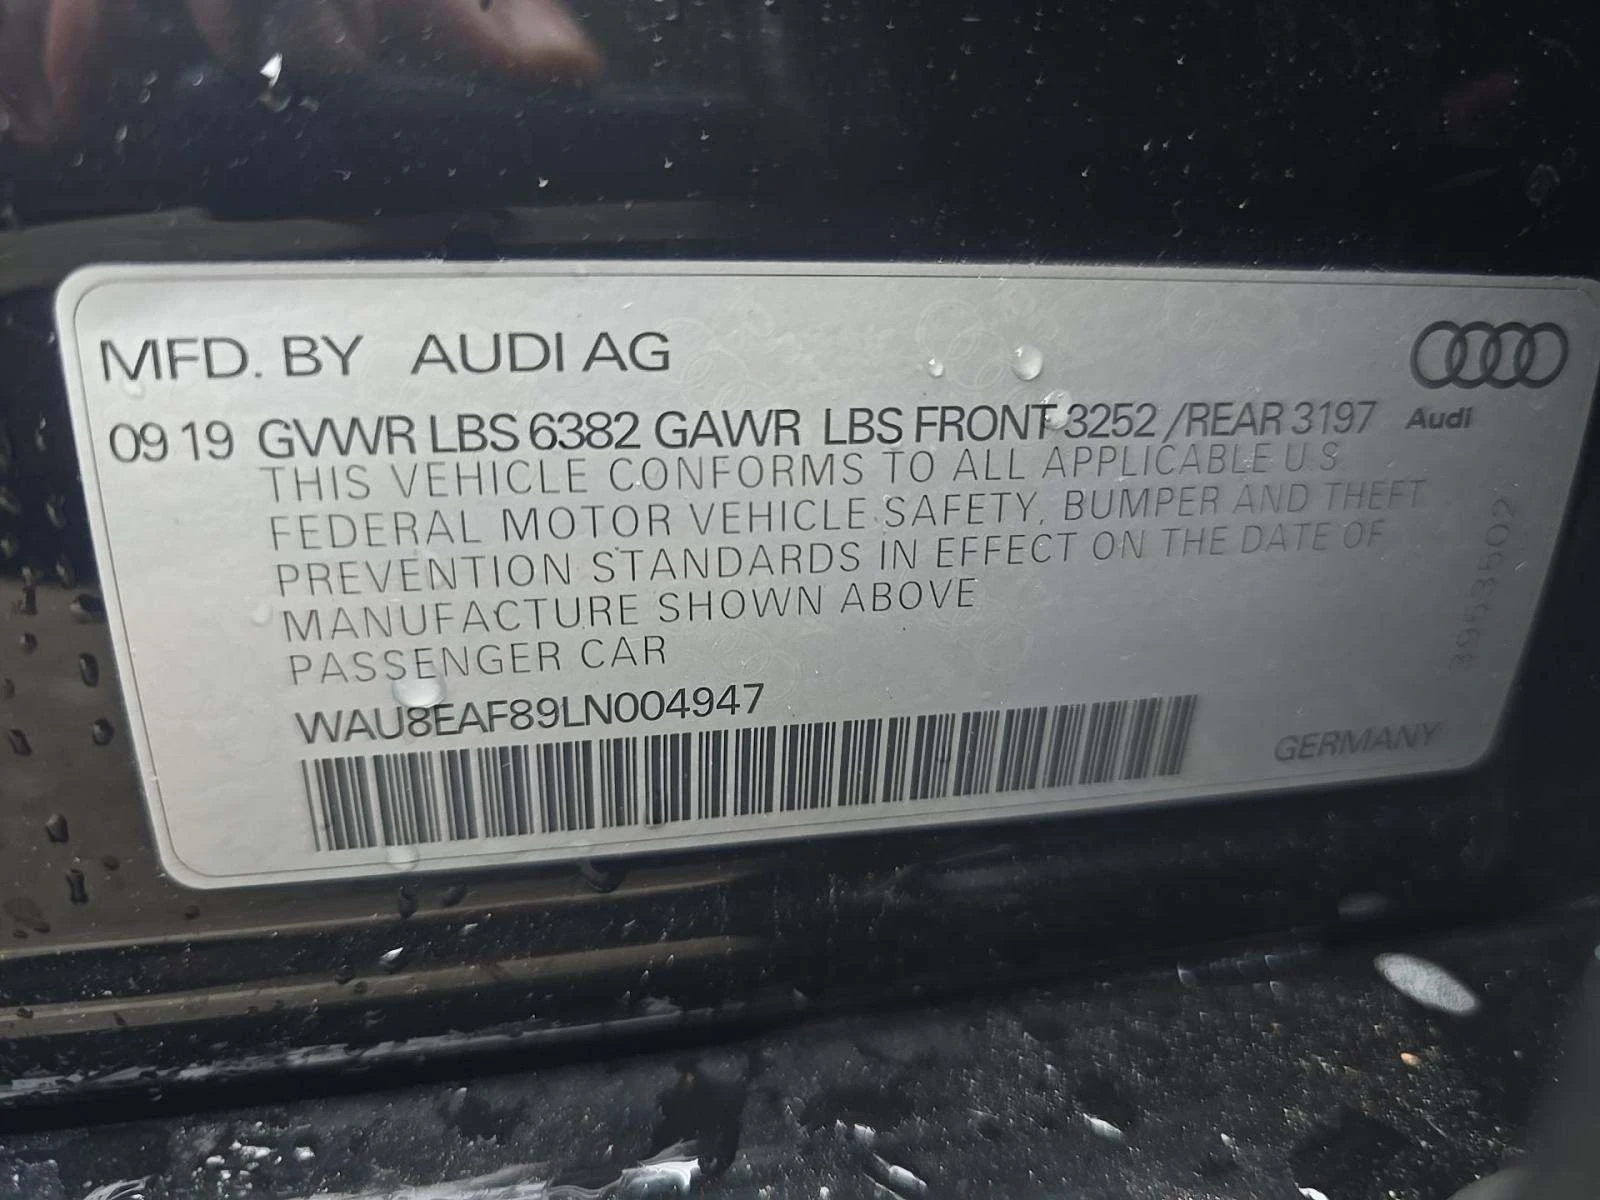 MFD. BY AUDI AG
09 19 GVWR LBS 6382 GAWR LBS FRONT 3252 /REAR 3197 Audi
THIS VEHICLE CONFORMS TO ALL APPLICABLE U.S.
FEDERAL MOTOR VEHICLE SAFETY, BUMPER AND THEFT
PREVENTION STANDARDS IN EFFECT ON THE DATE OF
MANUFACTURE SHOWN ABOVE
PASSENGER CAR
WAU8EAF89LN004947
GERMANY
3953502